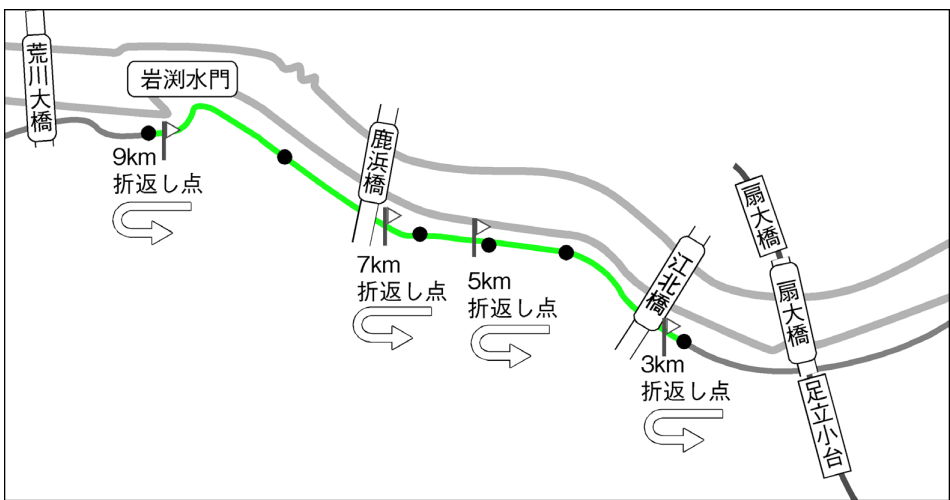 荒川大橋
岩渕水門
鹿浜橋
9km
折返し点
7km
折返し点
5km
折返し点
江北橋
3km
折返し点
扇大橋
扇大橋
足立小台